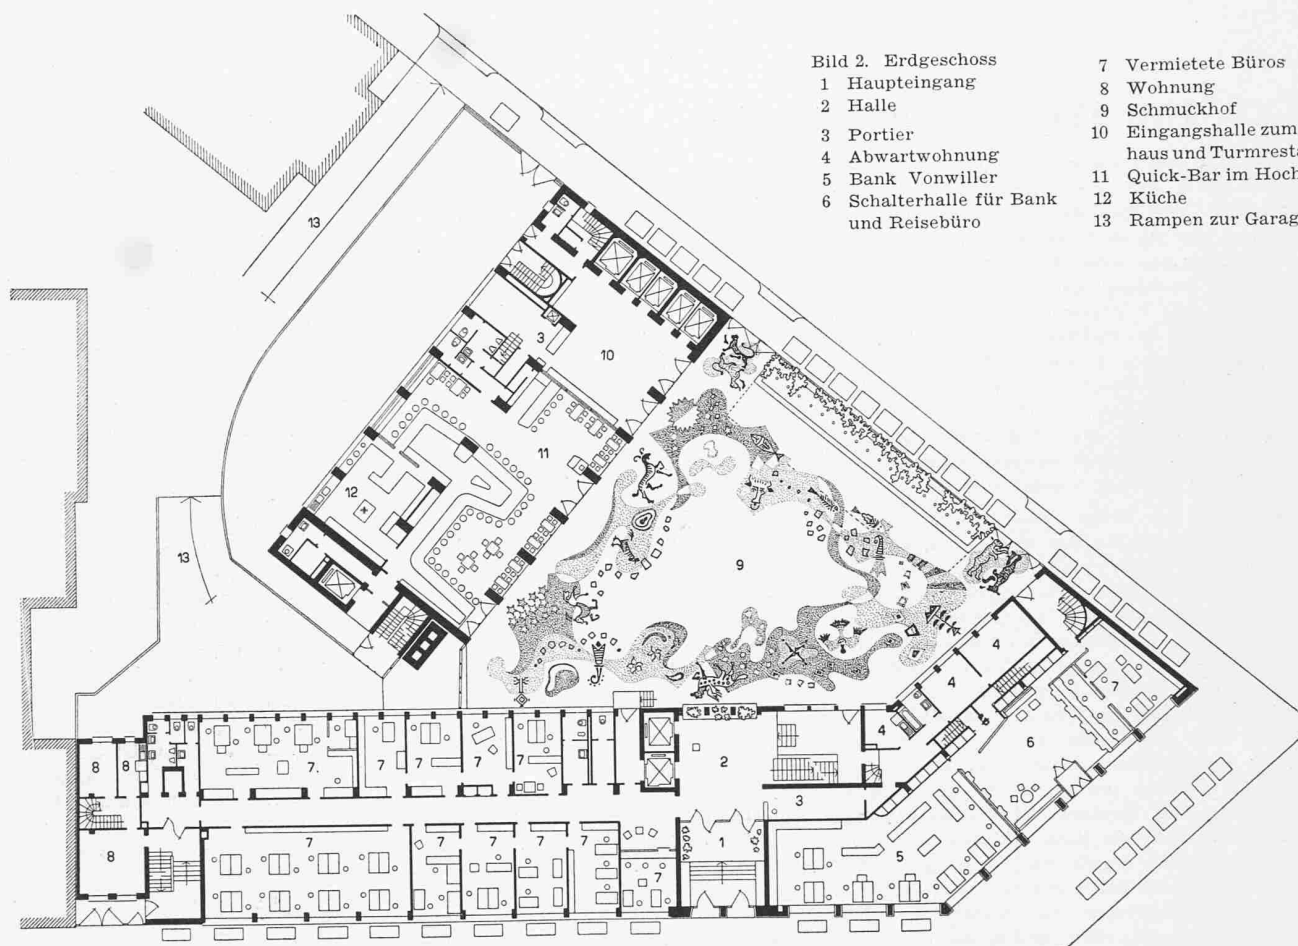 Bild 2. Erdgeschoss
1 Haupteingang
2 Halle
3 Portier
4 Abwartwohnung
5 Bank Vonwiller
6 Schalterhalle für Bank
und Reisebüro
7 Vermietete Büros
8 Wohnung
9 Schmuckhof
10 Eingangshalle zum
haus und Turmresta
11 Quick-Bar im Hoch
12 Küche
13 Rampen zur Garag
13
3
10
11
12
13
9
4
4
7
4
6
8
8
7
7
7
7
7
2
3
8
7
7
7
7
7
7
1
5